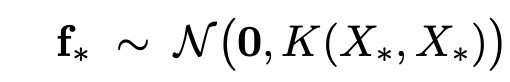 𝐟∗ ∼ 𝒩(𝟎, K(X∗, X∗))